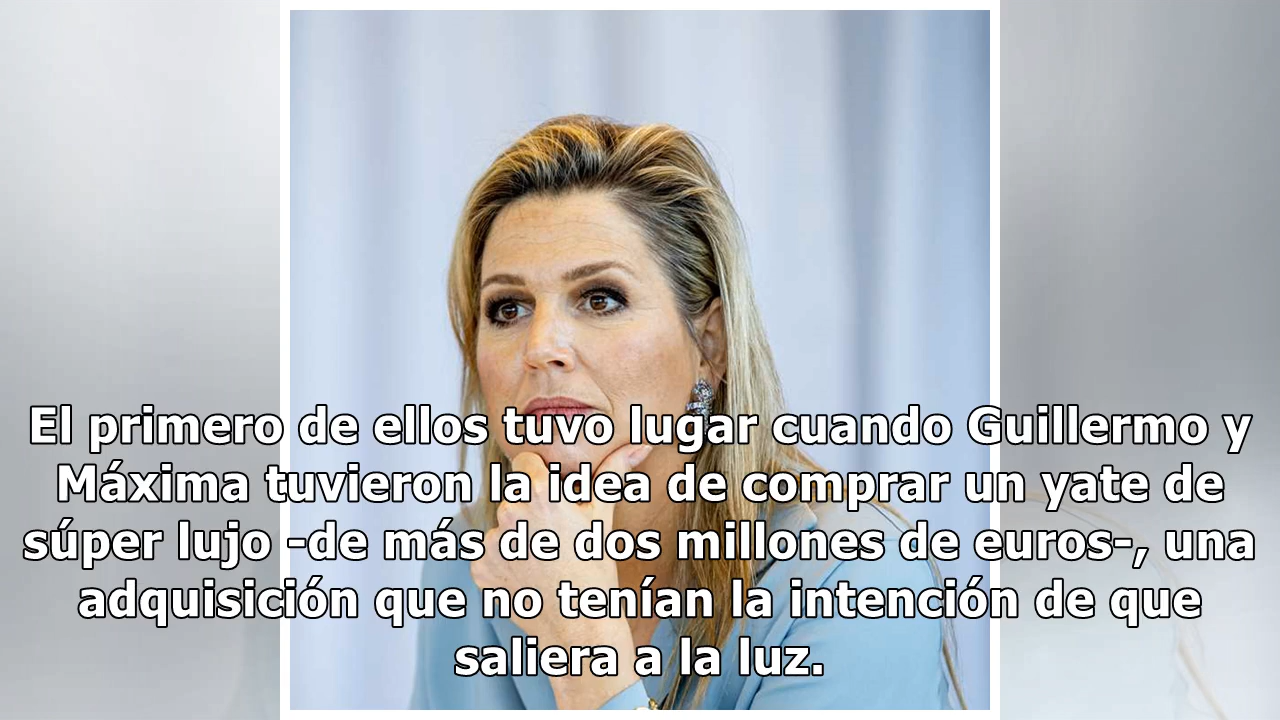 El primero de ellos tuvo lugar cuando Guillermo y
Máxima tuvieron la idea de comprar un yate de
súper lujo -de más de dos millones de euros-, una
adquisición que no tenían la intención de que
saliera a la luz.